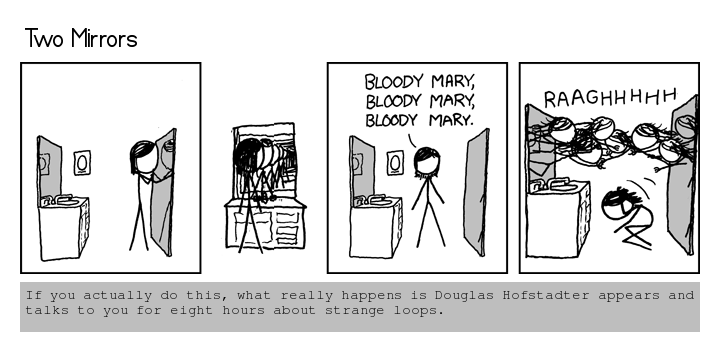 Two Mirrors
BLOODY MARY,
BLOODY MARY,
BLOODY MARY.
RAAGHHHHH
If you actually do this, what really happens is Douglas Hofstadter appears and
talks to you for eight hours about strange loops.